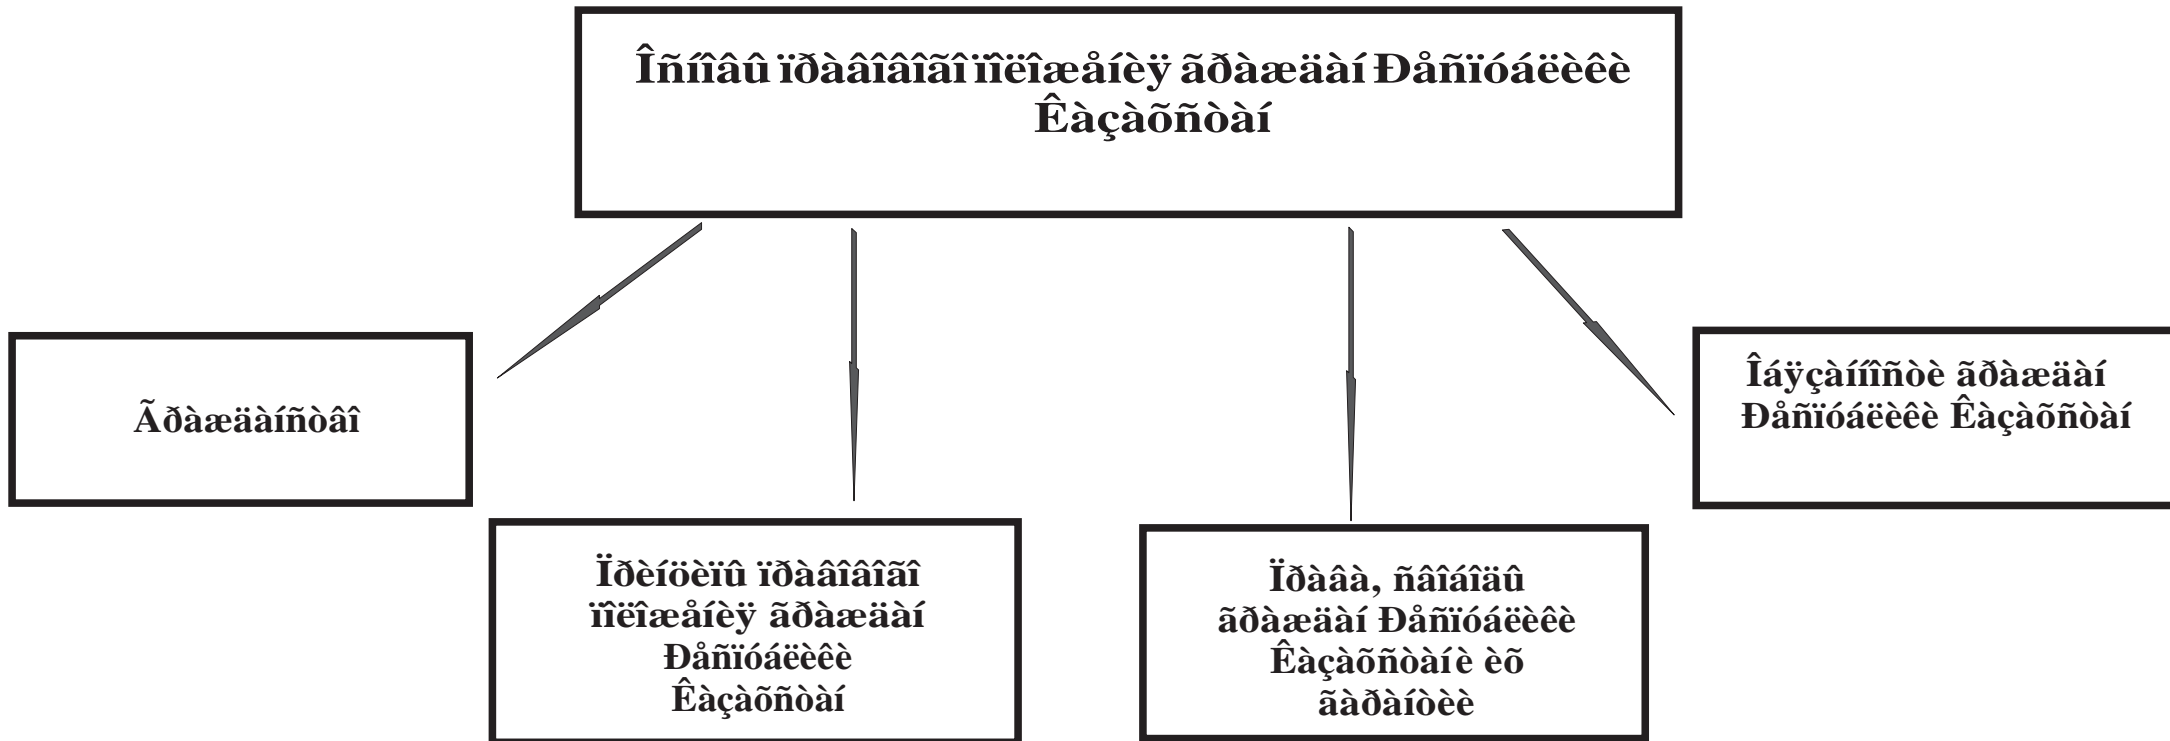 Îñíîâû ïðàâîâîãî ïîëîæåíèÿ ãðàæäàí Ðåñïóáëèêè
Êàçàõñòàí
Ãðàæäàíñòâî
Îáÿçàííîñòè ãðàæäàí
Ðåñïóáëèêè Êàçàõñòàí
Ïðèíöèïû ïðàâîâîãî
ïîëîæåíèÿ ãðàæäàí
Ðåñïóáëèêè
Êàçàõñòàí
Ïðàâà, ñâîáîäû
ãðàæäàí Ðåñïóáëèêè
Êàçàõñòàí è èõ
ãàðàíòèè